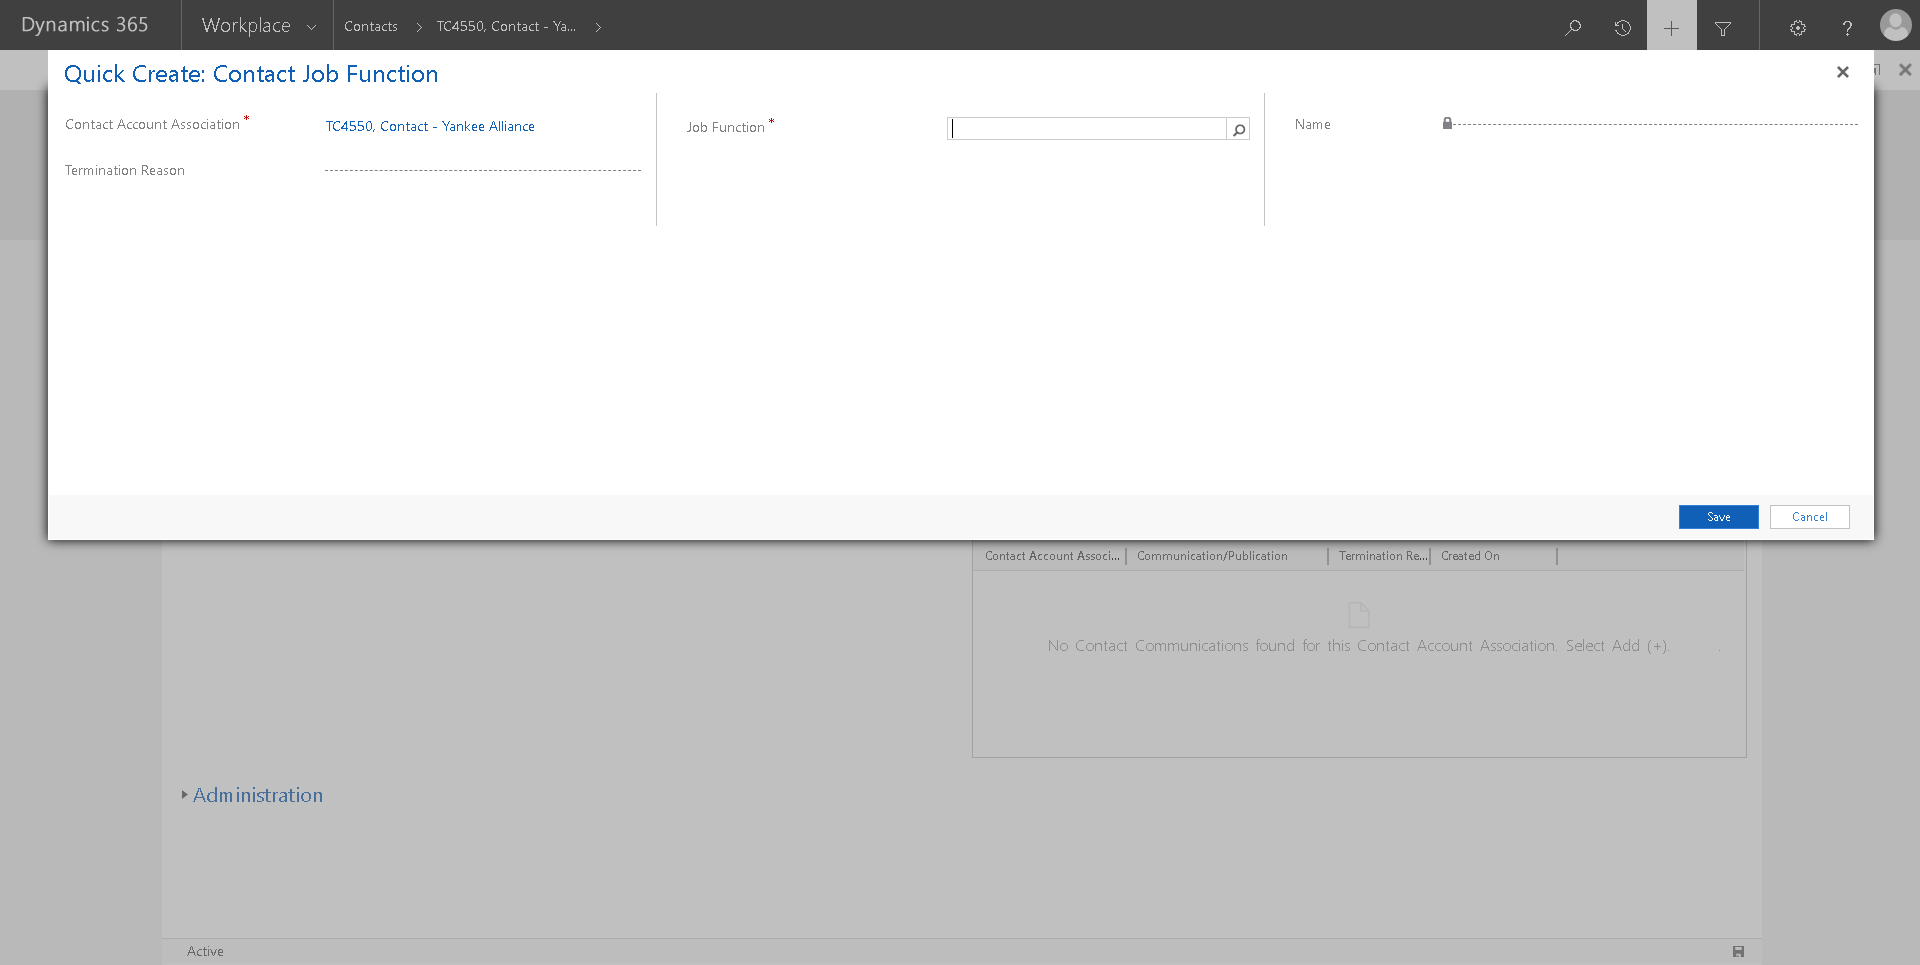 Dynamics 365
Workplace
Contacts
TC4550, Contact - Ya...
Quick Create: Contact Job Function
Contact Account Association *
TC4550, Contact - Yankee Alliance
Job Function *
Name
Termination Reason
Save
Cancel
Contact Account Associ...
Communication/Publication
Termination Re...
Created On
No Contact Communications found for this Contact Account Association. Select Add (+).
.
Administration
Active